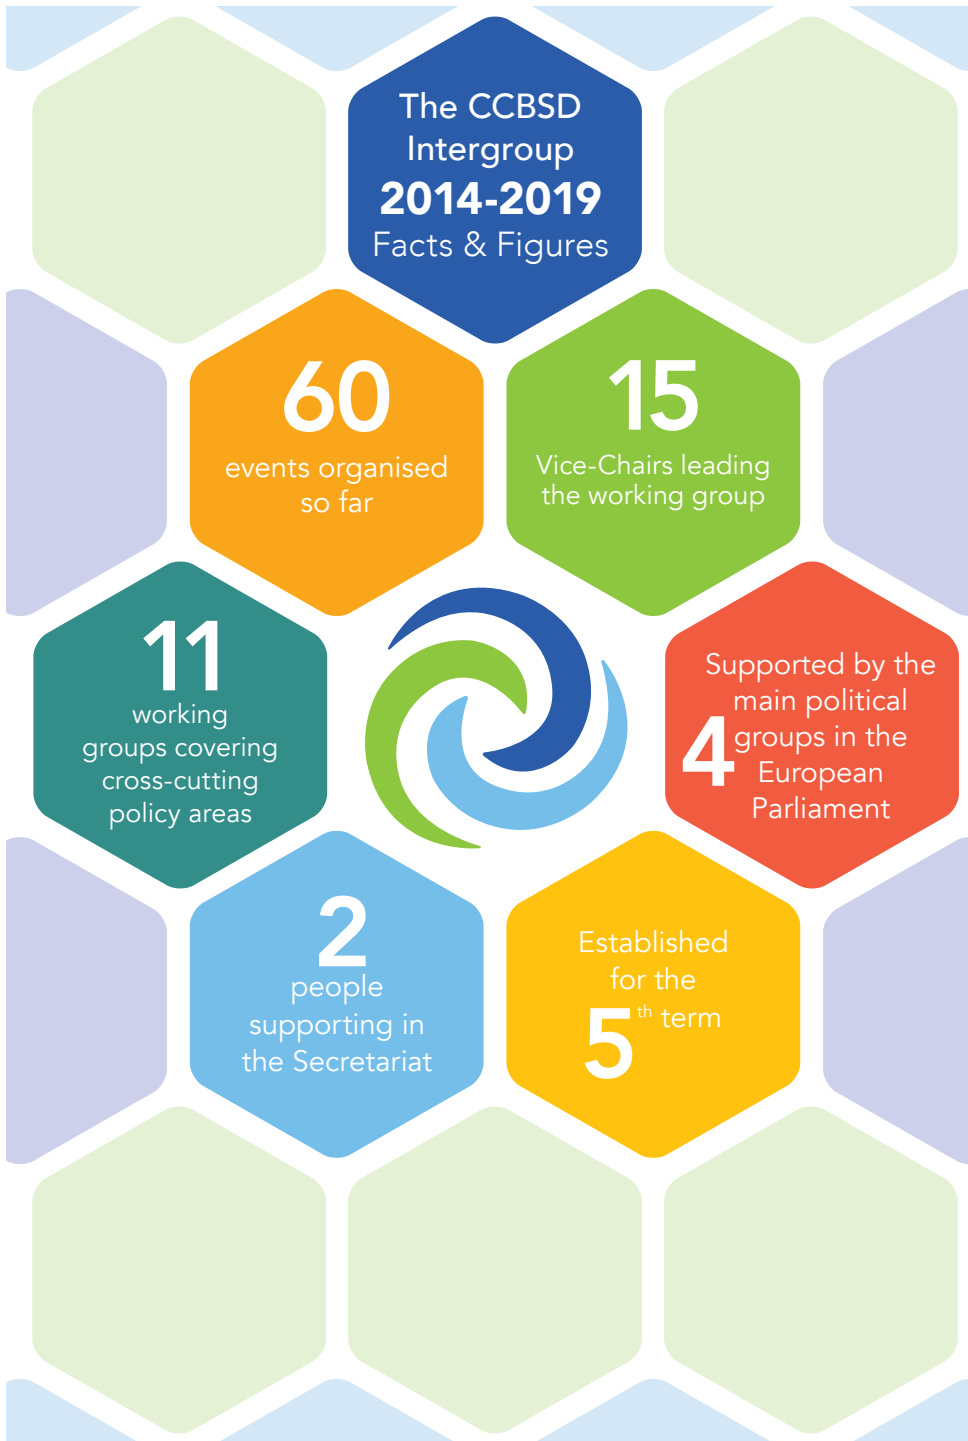 The CCBSD
Intergroup
2014-2019
Facts & Figures
60
events organised
so far
15
Vice-Chairs leading
the working group
11
working
groups covering
cross-cutting
policy areas
Supported by the
main political
4 groups in the
European
Parliament
2
people
supporting in
the Secretariat
Established
for the
5th term